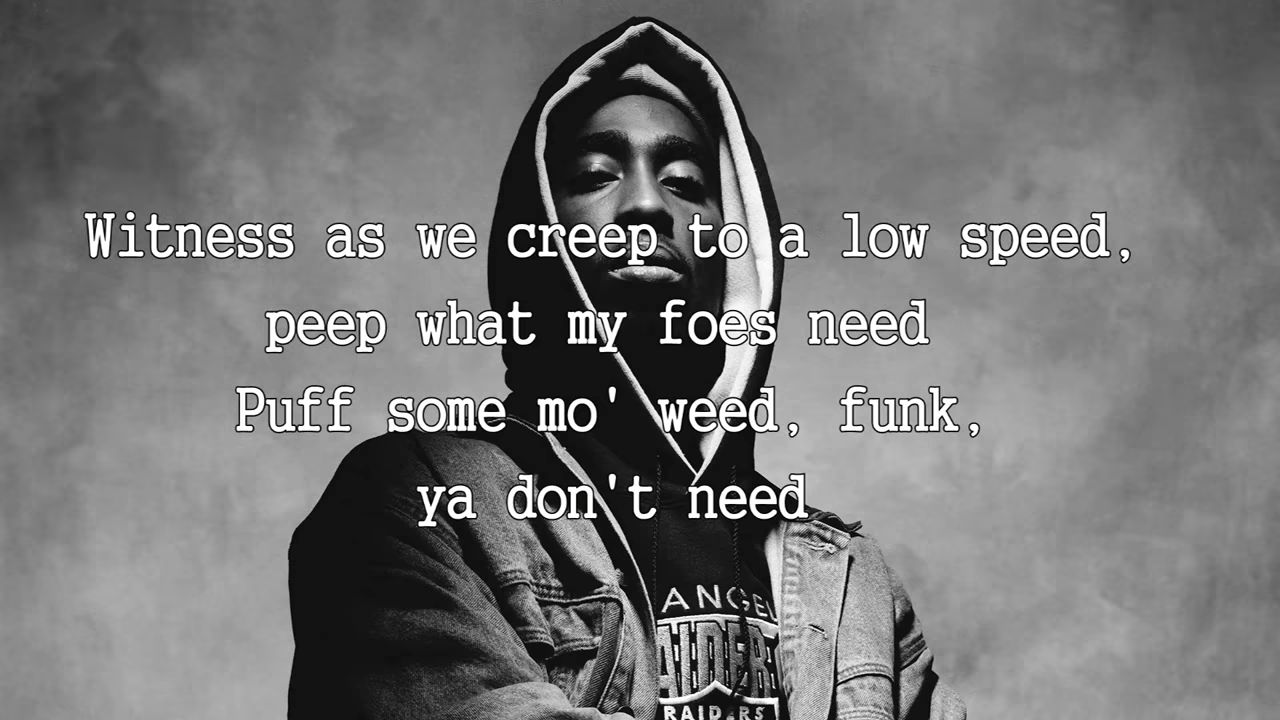 Witness as we creep to a low speed,
peep what my foes need
Puff some mo' weed, funk,
ya don't need
ANGEL
AIDER
RAIDERS